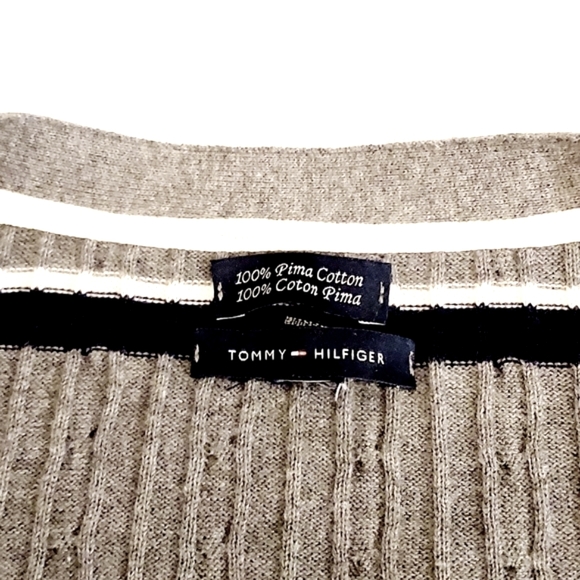 100% Pima Cotton
100% Coton Pima
TOMMY HILFIGER